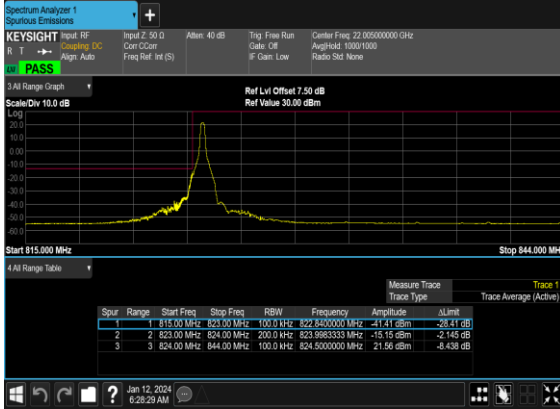 Spectrum Analyzer 1
Spurious Emissions
+
KEYSIGHT Input: RF Input Z: 50 Ω Atten: 40 dB Trig: Free Run Center Freq: 22.005000000 GHz
R T Coupling: DC Corr CCorr Gate: Off Avg|Hold: 1000/1000
Align: Auto Freq Ref: Int (S) IF Gain: Low Radio Std: None
PASS
3 All Range Graph
Ref Lvl Offset 7.50 dB
Scale/Div 10.0 dB Ref Value 30.00 dBm
Log
20.0
10.0
0.00
-10.0
-20.0
-30.0
-40.0
-50.0
-60.0
Start 815.000 MHz Stop 844.000 MH
4 All Range Table
Measure Trace Trace 1
Trace Type Trace Average (Active)
Spur Range Start Freq Stop Freq RBW Frequency Amplitude ΔLimit
1 1 815.00 MHz 823.00 MHz 100.0 kHz 822.8400000 MHz -41.41 dBm -28.41 dB
2 2 823.00 MHz 824.00 MHz 100.0 kHz 823.9983333 MHz -15.15 dBm -2.145 dB
3 3 824.00 MHz 844.00 MHz 100.0 kHz 824.5000000 MHz 21.56 dBm -8.438 dB
? Jan 12, 2024
6:28:29 AM